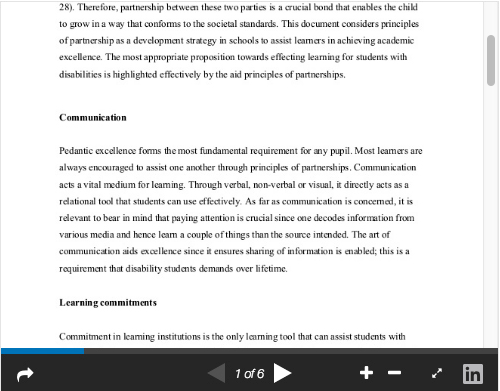 28). Therefore, partnership between these two parties is a crucial bond that enables the child
to grow in a way that conforms to the societal standards. This document considers principles
of partnership as a development strategy in schools to assist learners in achieving academic
excellence. The most appropriate proposition towards effecting learning for students with
disabilities is highlighted effectively by the aid principles of partnerships.
Communication
Pedantic excellence forms the most fundamental requirement for any pupil. Most learners are
always encouraged to assist one another through principles of partnerships. Communication
acts a vital medium for learning. Through verbal, non-verbal or visual, it directly acts as a
relational tool that students can use effectively. As far as communication is concerned, it is
relevant to bear in mind that paying attention is crucial since one decodes information from
various media and hence learn a couple of things than the source intended. The art of
communication aids excellence since it ensures sharing of information is enabled; this is a
requirement that disability students demands over lifetime.
Learning commitments
Commitment in learning institutions is the only learning tool that can assist students with
1 of 6
in